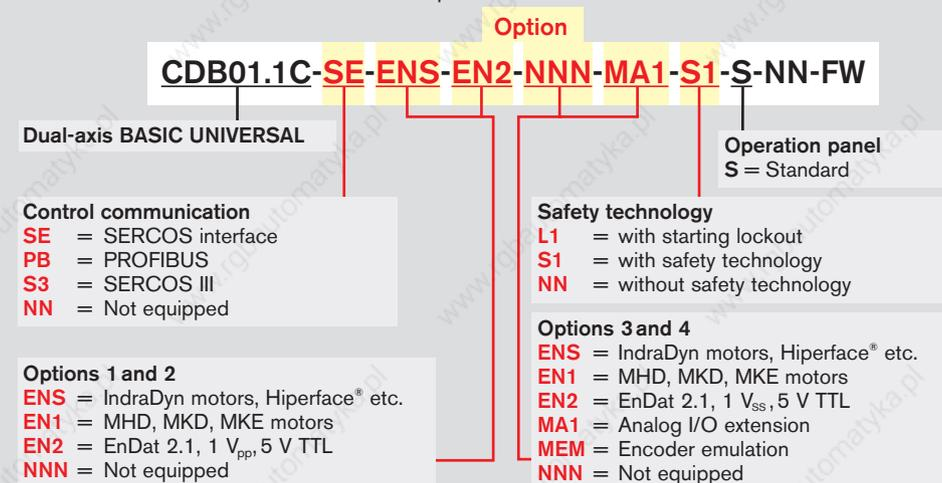 Option
CDB01.1C-SE-ENS-EN2-NNN-MA1-S1-S-NN-FW
Dual-axis BASIC UNIVERSAL
Operation panel
S = Standard
Control communication
SE = SERCOS interface
PB = PROFIBUS
S3 = SERCOS III
NN = Not equipped
Safety technology
L1 = with starting lockout
S1 = with safety technology
NN = without safety technology
Options 1 and 2
ENS = IndraDyn motors, Hiperface® etc.
EN1 = MHD, MKD, MKE motors
EN2 = EnDat 2.1, 1 Vpp, 5 V TTL
NNN = Not equipped
Options 3 and 4
ENS = IndraDyn motors, Hiperface® etc.
EN1 = MHD, MKD, MKE motors
EN2 = EnDat 2.1, 1 Vss, 5 V TTL
MA1 = Analog I/O extension
MEM = Encoder emulation
NNN = Not equipped
www.rgbautomatyka.pl